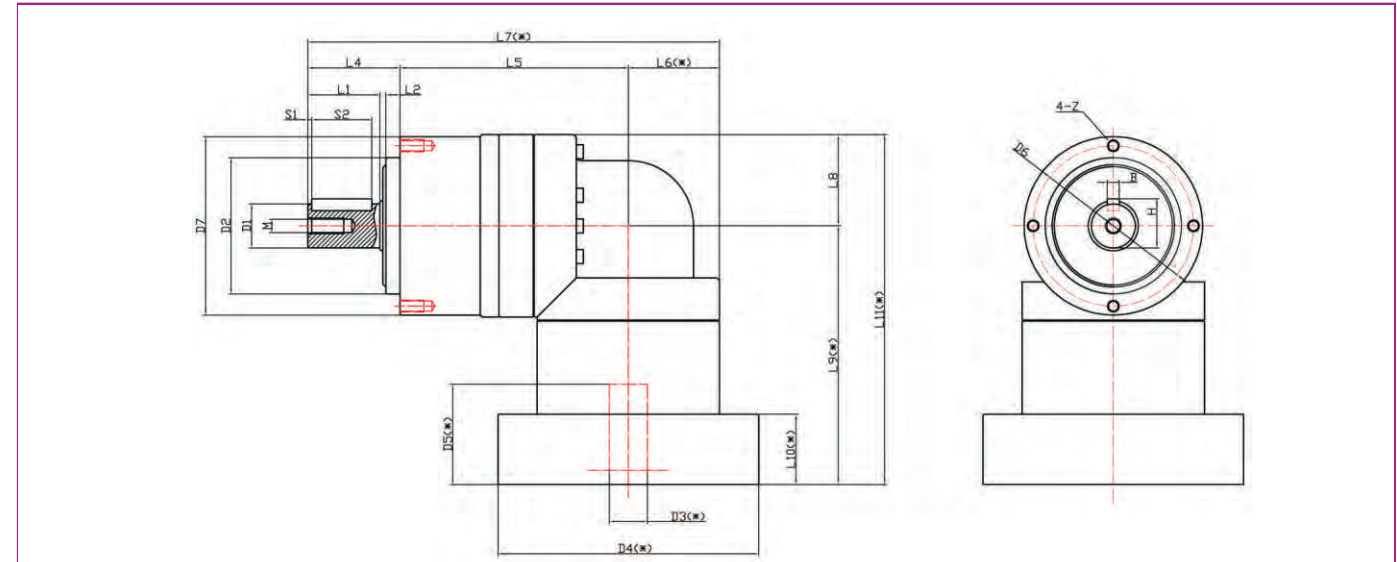 L7(*)
L4
L5
L6(*)
L1
L2
S1
S2
4-Z
D6
B
H
L8
D7
D2
D1
M
L11(*)
L9(*)
D5(*)
L10(*)
D3(*)
D4(*)